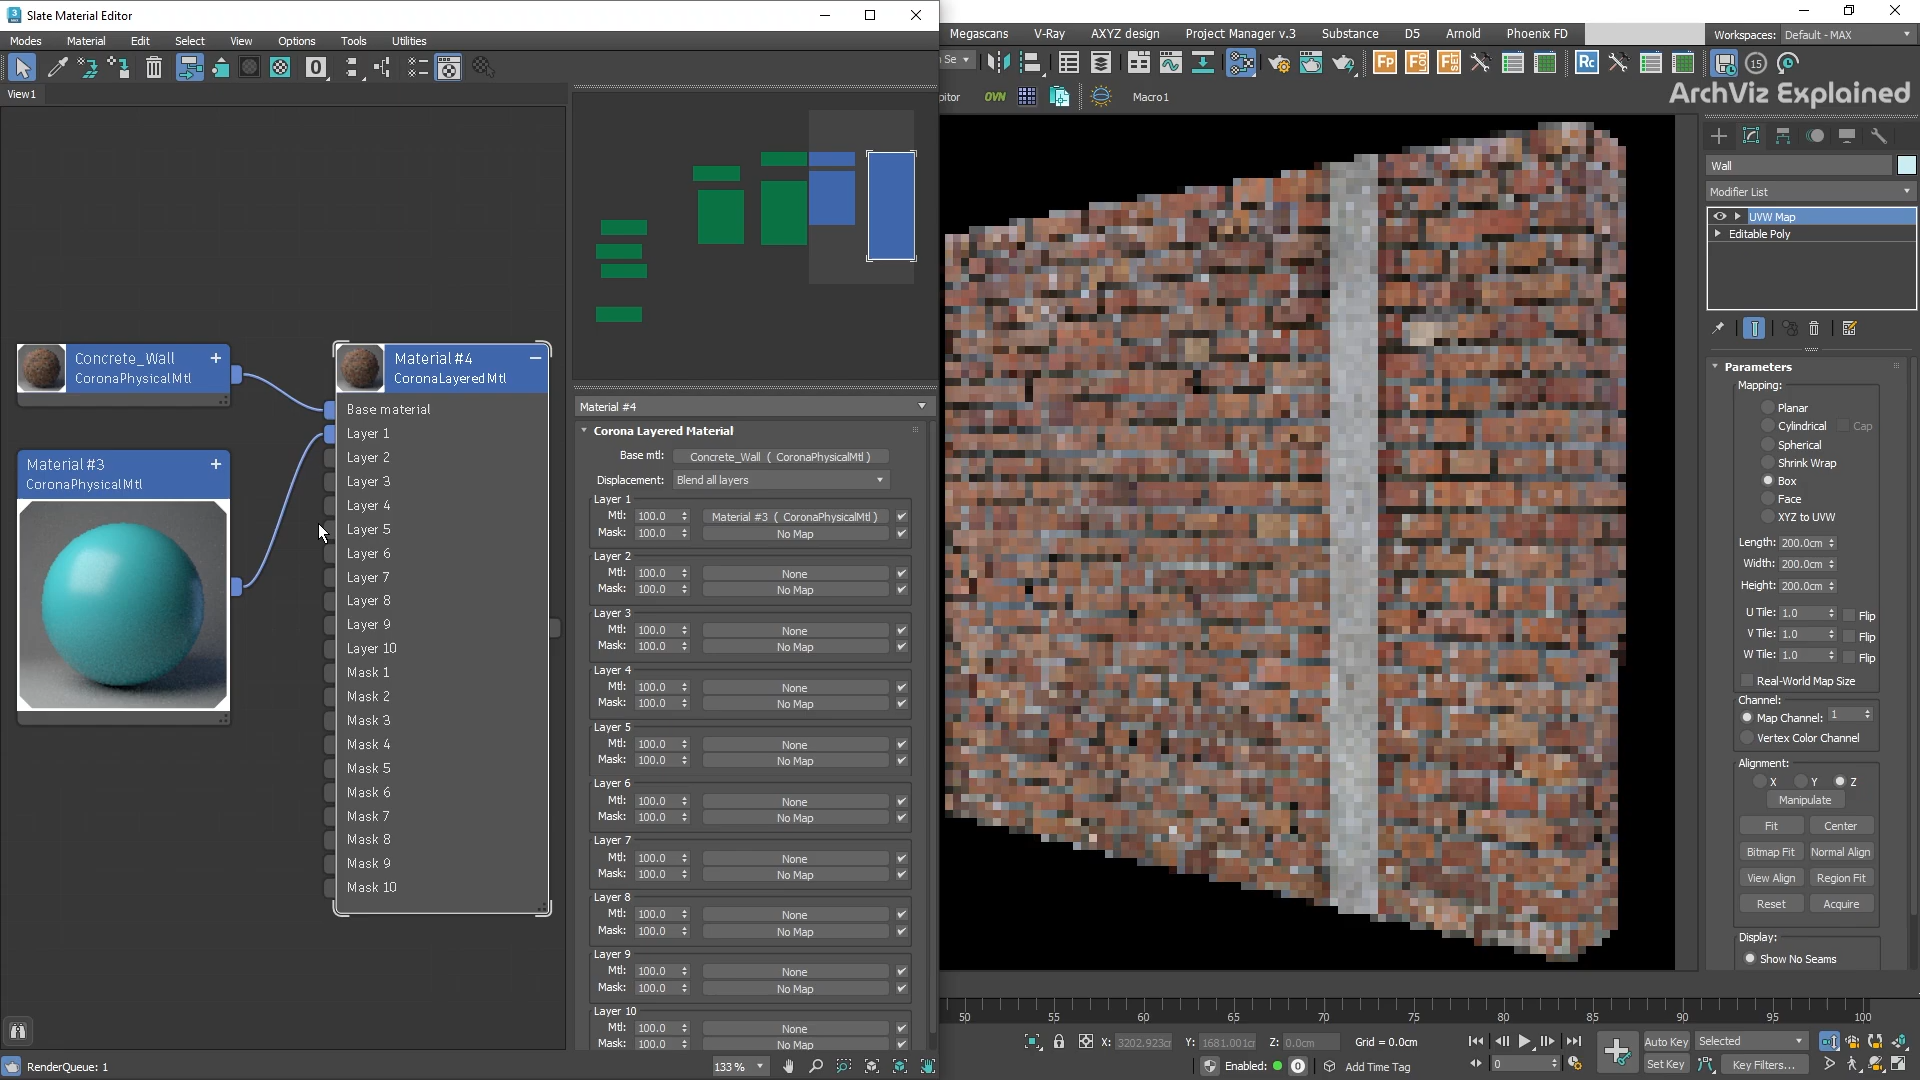 Slate Material Editor
Modes Material Edit Select View Options Tools Utilities
View1
Megascans V-Ray AXYZ design Project Manager v.3 Substance D5 Arnold Phoenix FD
Workspaces: Default - MAX
OVN
Macro1
ArchViz Explained
Wall
Modifier List
UVW Map
Editable Poly
Concrete_Wall
CoronaPhysicalMtl
Material #3
CoronaPhysicalMtl
Material #4
CoronaLayeredMtl
Base material
Layer 1
Layer 2
Layer 3
Layer 4
Layer 5
Layer 6
Layer 7
Layer 8
Layer 9
Layer 10
Mask 1
Mask 2
Mask 3
Mask 4
Mask 5
Mask 6
Mask 7
Mask 8
Mask 9
Mask 10
Material #4
Corona Layered Material
Base mtl: Concrete_Wall ( CoronaPhysicalMtl )
Displacement: Blend all layers
Layer 1
Mtl: 100.0 Material #3 ( CoronaPhysicalMtl )
Mask: 100.0 No Map
Layer 2
Mtl: 100.0 None
Mask: 100.0 No Map
Layer 3
Mtl: 100.0 None
Mask: 100.0 No Map
Layer 4
Mtl: 100.0 None
Mask: 100.0 No Map
Layer 5
Mtl: 100.0 None
Mask: 100.0 No Map
Layer 6
Mtl: 100.0 None
Mask: 100.0 No Map
Layer 7
Mtl: 100.0 None
Mask: 100.0 No Map
Layer 8
Mtl: 100.0 None
Mask: 100.0 No Map
Layer 9
Mtl: 100.0 None
Mask: 100.0 No Map
Layer 10
Mtl: 100.0 None
Mask: 100.0 No Map
Parameters
Mapping:
Planar
Cylindrical Cap
Spherical
Shrink Wrap
Box
Face
XYZ to UVW
Length: 200.0cm
Width: 200.0cm
Height: 200.0cm
U Tile: 1.0 Flip
V Tile: 1.0 Flip
W Tile: 1.0 Flip
Real-World Map Size
Channel:
Map Channel: 1
Vertex Color Channel
Alignment:
X Y Z
Manipulate
Fit Center
Bitmap Fit Normal Align
View Align Region Fit
Reset Acquire
Display:
Show No Seams
50 55 60 65 70 75 80 85 90 95 100
X: 3202.923cr Y: 1681.001cr Z: 0.0cm Grid = 0.0cm
Auto Key Selected
Enabled: 0 Add Time Tag
0
Set Key Key Filters...
RenderQueue: 1
133 %